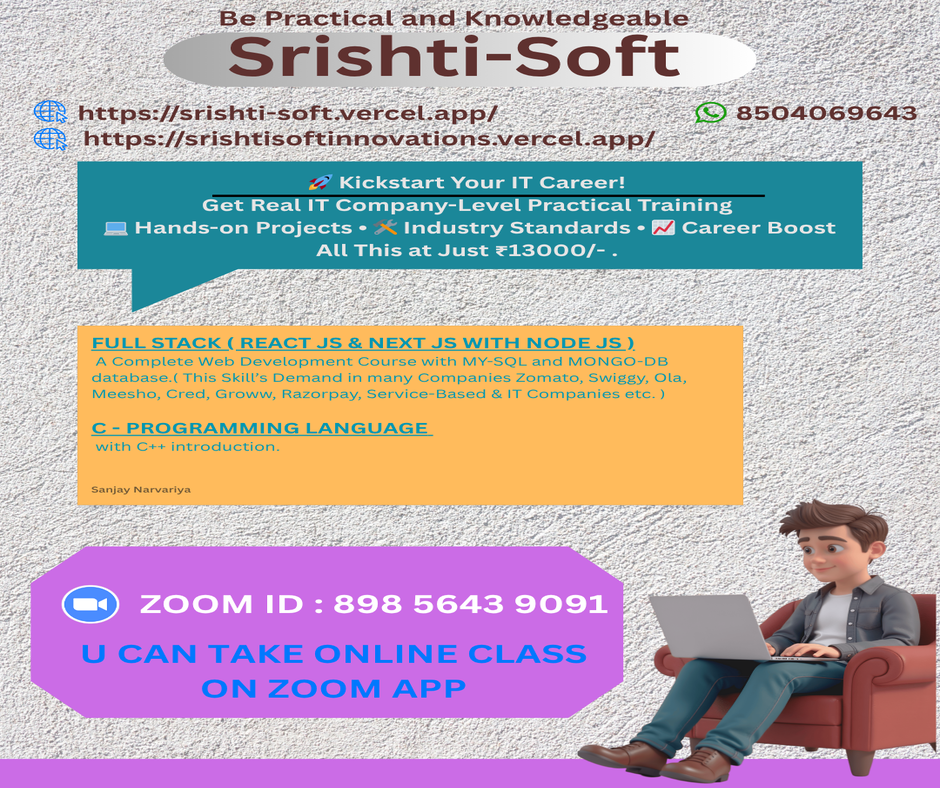 Be Practical and Knowledgeable
Srishti-Soft
https://srishti-soft.vercel.app/
8504069643
https://srishtisoftinnovations.vercel.app/
🚀 Kickstart Your IT Career!
Get Real IT Company-Level Practical Training
💻 Hands-on Projects • 🛠️ Industry Standards • 📈 Career Boost
All This at Just ₹13000/- .
FULL STACK ( REACT JS & NEXT JS WITH NODE JS )
A Complete Web Development Course with MY-SQL and MONGO-DB
database.( This Skill's Demand in many Companies Zomato, Swiggy, Ola,
Meesho, Cred, Groww, Razorpay, Service-Based & IT Companies etc. )
C - PROGRAMMING LANGUAGE
with C++ introduction.
Sanjay Narvariya
ZOOM ID : 898 5643 9091
U CAN TAKE ONLINE CLASS
ON ZOOM APP